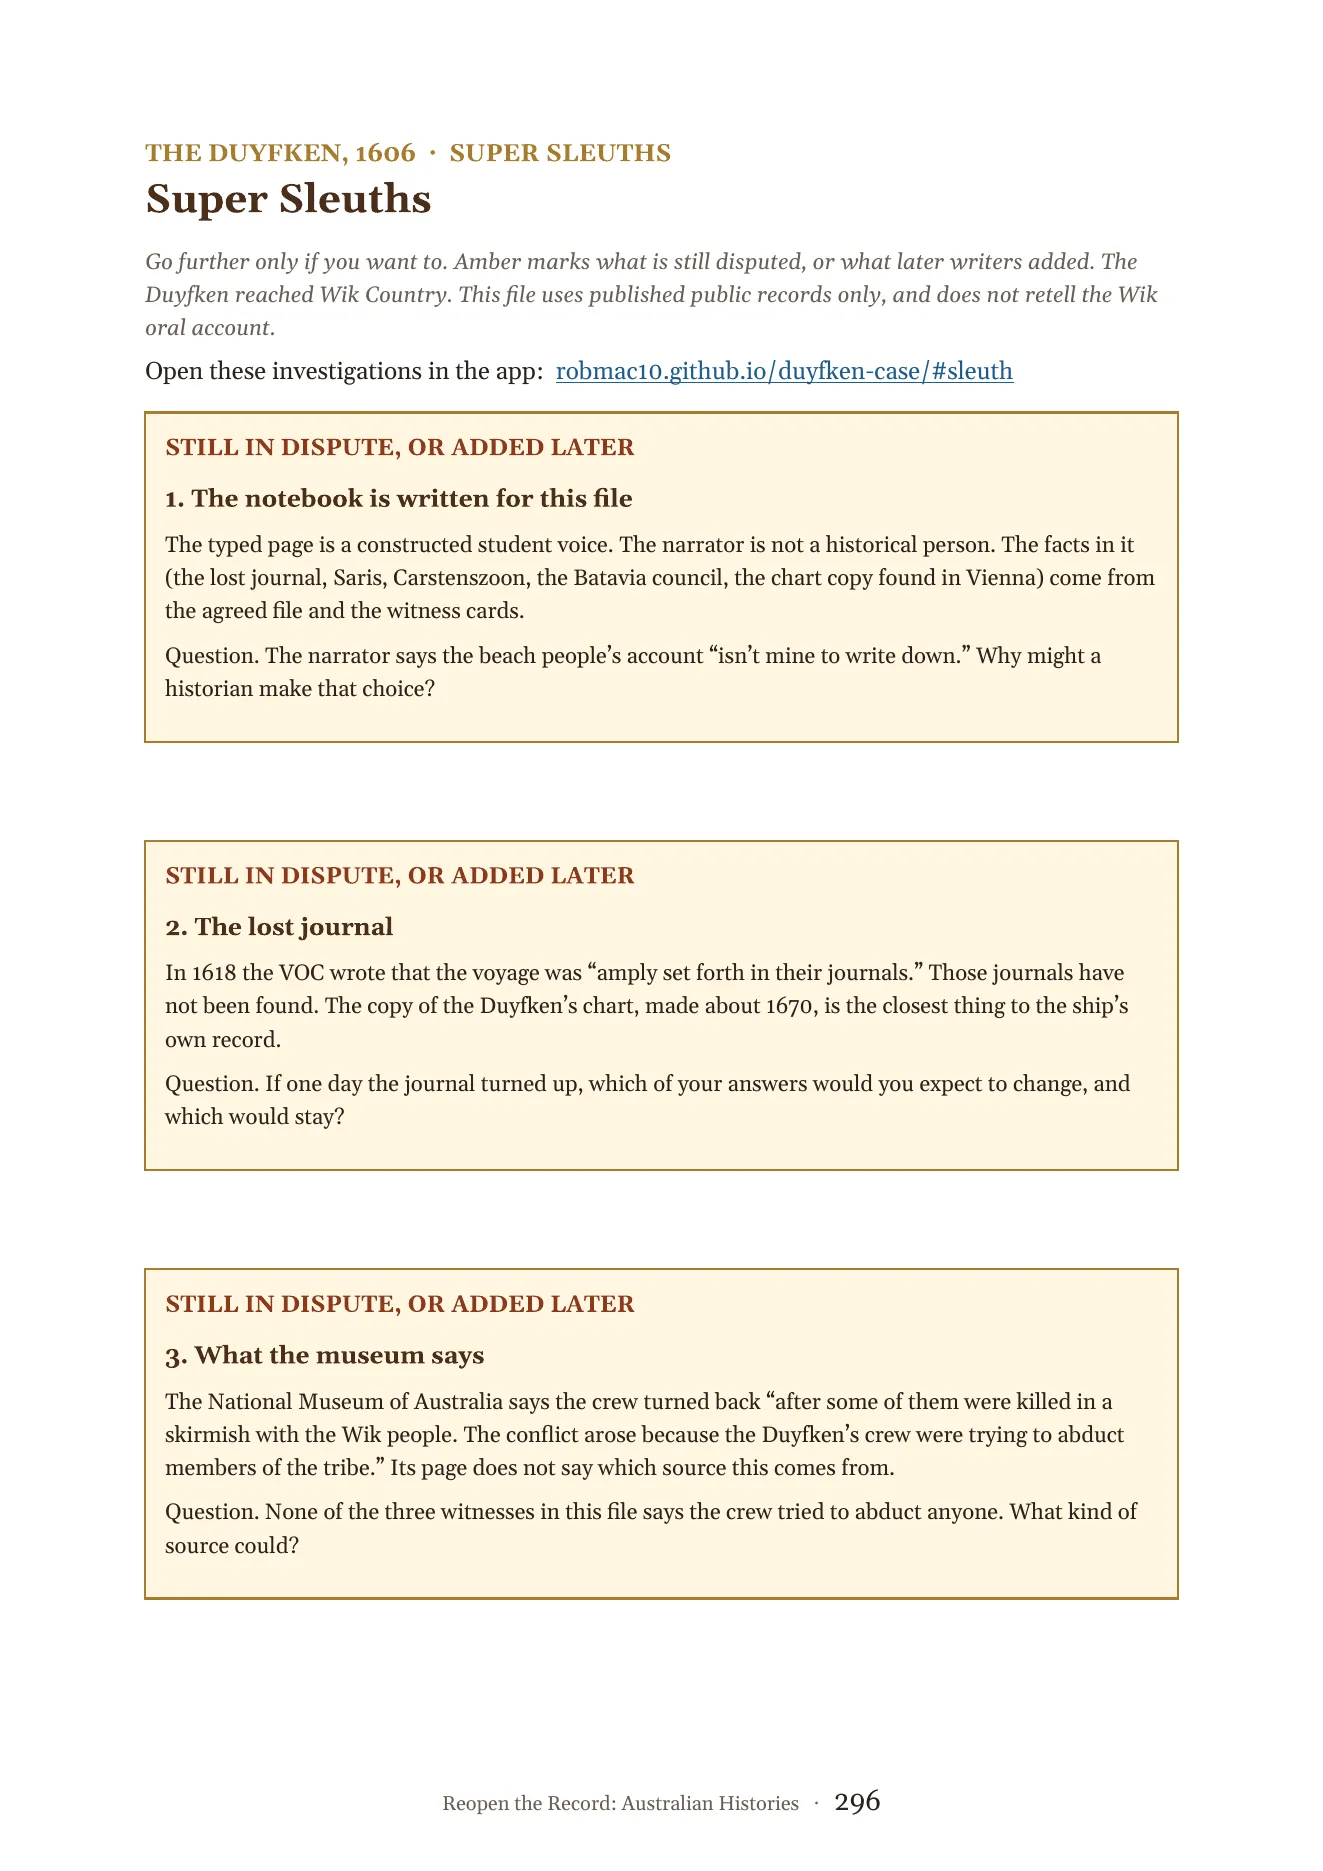 THE DUYFKEN, 1606 · SUPER SLEUTHS
Super Sleuths
Go further only if you want to. Amber marks what is still disputed, or what later writers added. The
Duyfken reached Wik Country. This file uses published public records only, and does not retell the Wik
oral account.
Open these investigations in the app: robmac10.github.io/duyfken-case/#sleuth
STILL IN DISPUTE, OR ADDED LATER
1. The notebook is written for this file
The typed page is a constructed student voice. The narrator is not a historical person. The facts in it
(the lost journal, Saris, Carstenszoon, the Batavia council, the chart copy found in Vienna) come from
the agreed file and the witness cards.
Question. The narrator says the beach people’s account “isn’t mine to write down.” Why might a
historian make that choice?
STILL IN DISPUTE, OR ADDED LATER
2. The lost journal
In 1618 the VOC wrote that the voyage was “amply set forth in their journals.” Those journals have
not been found. The copy of the Duyfken’s chart, made about 1670, is the closest thing to the ship’s
own record.
Question. If one day the journal turned up, which of your answers would you expect to change, and
which would stay?
STILL IN DISPUTE, OR ADDED LATER
3. What the museum says
The National Museum of Australia says the crew turned back “after some of them were killed in a
skirmish with the Wik people. The conflict arose because the Duyfken’s crew were trying to abduct
members of the tribe.” Its page does not say which source this comes from.
Question. None of the three witnesses in this file says the crew tried to abduct anyone. What kind of
source could?
Reopen the Record: Australian Histories · 296